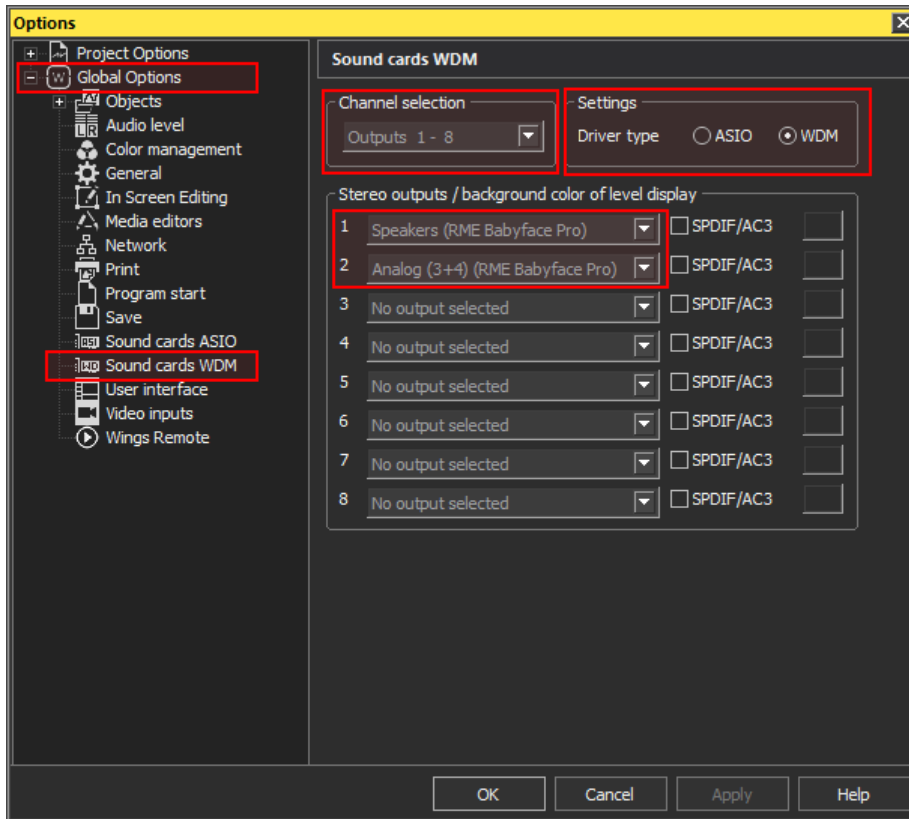 Options
Project Options
Global Options
Objects
Audio level
Color management
General
In Screen Editing
Media editors
Network
Print
Program start
Save
Sound cards ASIO
Sound cards WDM
User interface
Video inputs
Wings Remote
Sound cards WDM
Channel selection
Outputs 1 - 8
Settings
Driver type ASIO WDM
Stereo outputs / background color of level display
1 Speakers (RME Babyface Pro) SPDIF/AC3
2 Analog (3+4) (RME Babyface Pro) SPDIF/AC3
3 No output selected SPDIF/AC3
4 No output selected SPDIF/AC3
5 No output selected SPDIF/AC3
6 No output selected SPDIF/AC3
7 No output selected SPDIF/AC3
8 No output selected SPDIF/AC3
OK Cancel Apply Help